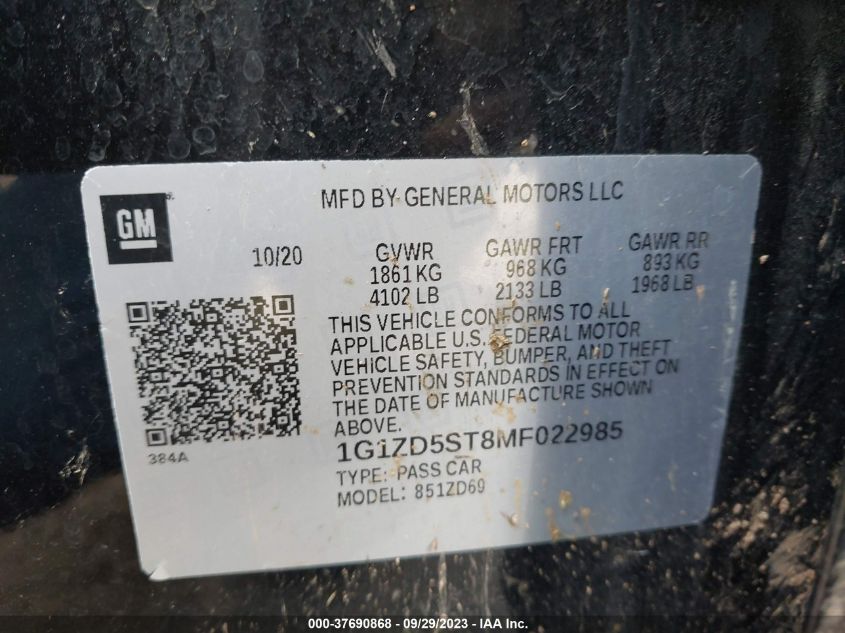 MFD BY GENERAL MOTORS LLC
GM
10/20 GVWR GAWR FRT GAWR RR
1861 KG 968 KG 893 KG
4102 LB 2133 LB 1968 LB
THIS VEHICLE CONFORMS TO ALL
APPLICABLE U.S. FEDERAL MOTOR
VEHICLE SAFETY, BUMPER, AND THEFT
PREVENTION STANDARDS IN EFFECT ON
THE DATE OF MANUFACTURE SHOWN
ABOVE.
384A
1G1ZD5ST8MF022985
TYPE: PASS CAR
MODEL: 851ZD69
000-37690868 - 09/29/2023 - IAA Inc.